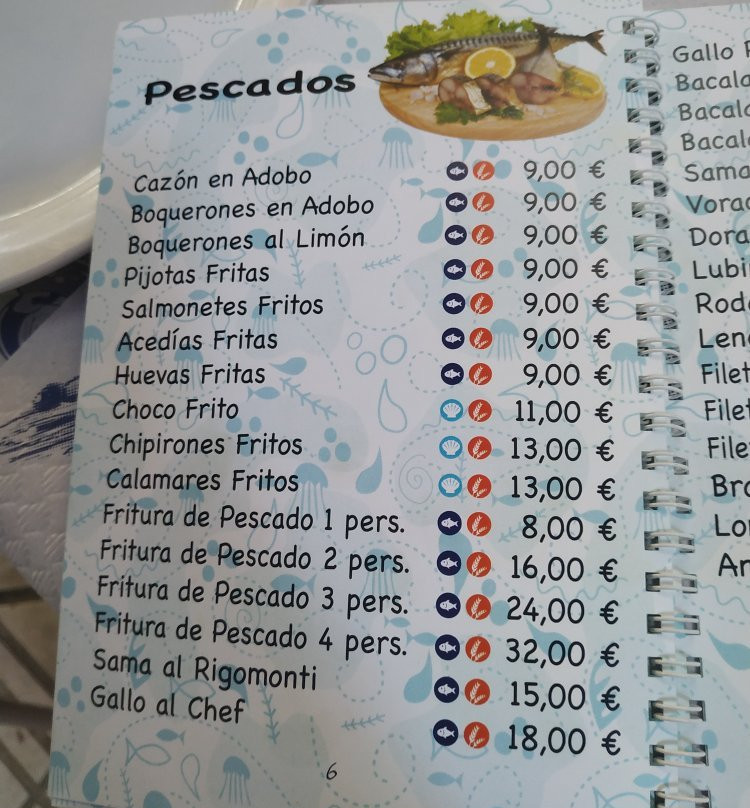 Pescados
Cazón en Adobo 9,00 €
Boquerones en Adobo 9,00 €
Boquerones al Limón 9,00 €
Pijotas Fritas 9,00 €
Salmonetes Fritos 9,00 €
Acedías Fritas 9,00 €
Huevas Fritas 9,00 €
Choco Frito 11,00 €
Chipirones Fritos 13,00 €
Calamares Fritos 13,00 €
Fritura de Pescado 1 pers. 8,00 €
Fritura de Pescado 2 pers. 16,00 €
Fritura de Pescado 3 pers. 24,00 €
Fritura de Pescado 4 pers. 32,00 €
Sama al Rigomonti 15,00 €
Gallo al Chef 18,00 €
6
Gallo
Sama